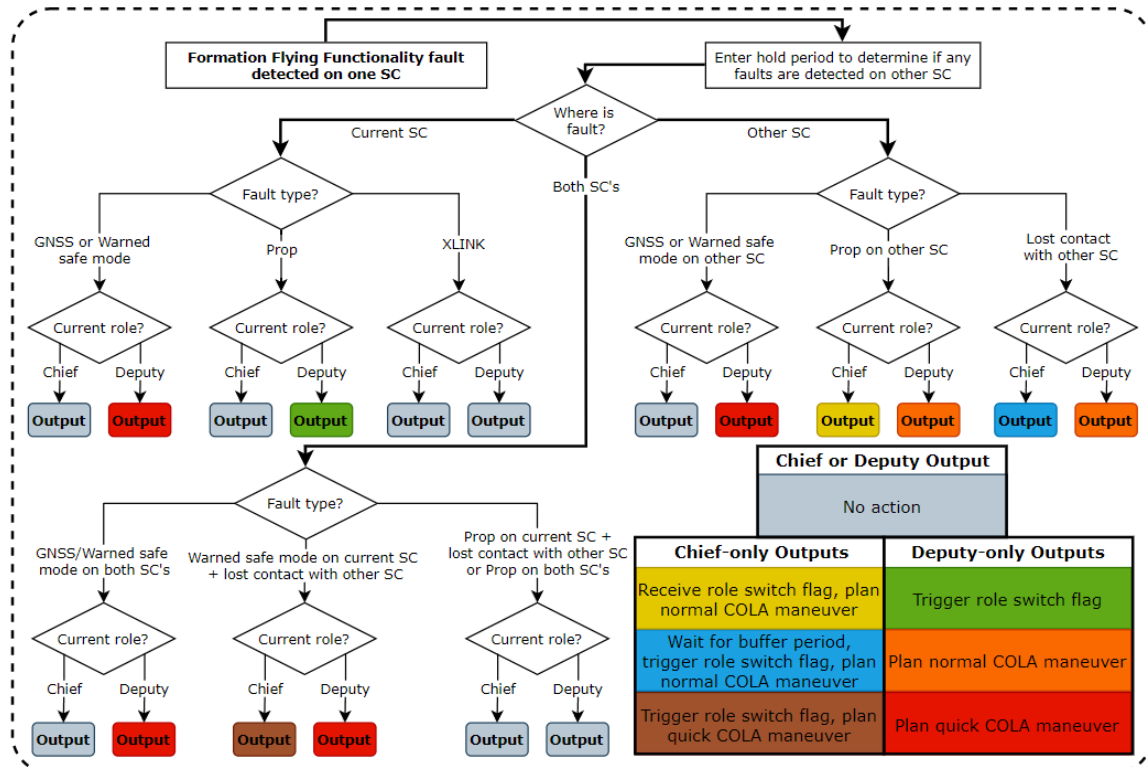 Formation Flying Functionality fault
detected on one SC
Enter hold period to determine if any
faults are detected on other SC
Where is
fault?
Current SC
Other SC
Both SC's
Fault type?
GNSS or Warned
safe mode
Prop
XLINK
Current role?
Current role?
Current role?
Chief
Deputy
Chief
Deputy
Chief
Deputy
Output
Output
Output
Output
Output
Output
Fault type?
GNSS or Warned safe
mode on other SC
Prop on other SC
Lost contact
with other SC
Current role?
Current role?
Current role?
Chief
Deputy
Chief
Deputy
Chief
Deputy
Output
Output
Output
Output
Output
Output
Fault type?
GNSS/Warned safe
mode on both SC's
Warned safe mode on current SC
+ lost contact with other SC
Prop on current SC +
lost contact with other SC
or Prop on both SC's
Current role?
Current role?
Current role?
Chief
Deputy
Chief
Deputy
Chief
Deputy
Output
Output
Output
Output
Output
Output
Chief or Deputy Output
No action
Chief-only Outputs
Deputy-only Outputs
Receive role switch flag, plan
normal COLA maneuver
Trigger role switch flag
Wait for buffer period,
trigger role switch flag, plan
normal COLA maneuver
Plan normal COLA maneuver
Trigger role switch flag, plan
quick COLA maneuver
Plan quick COLA maneuver